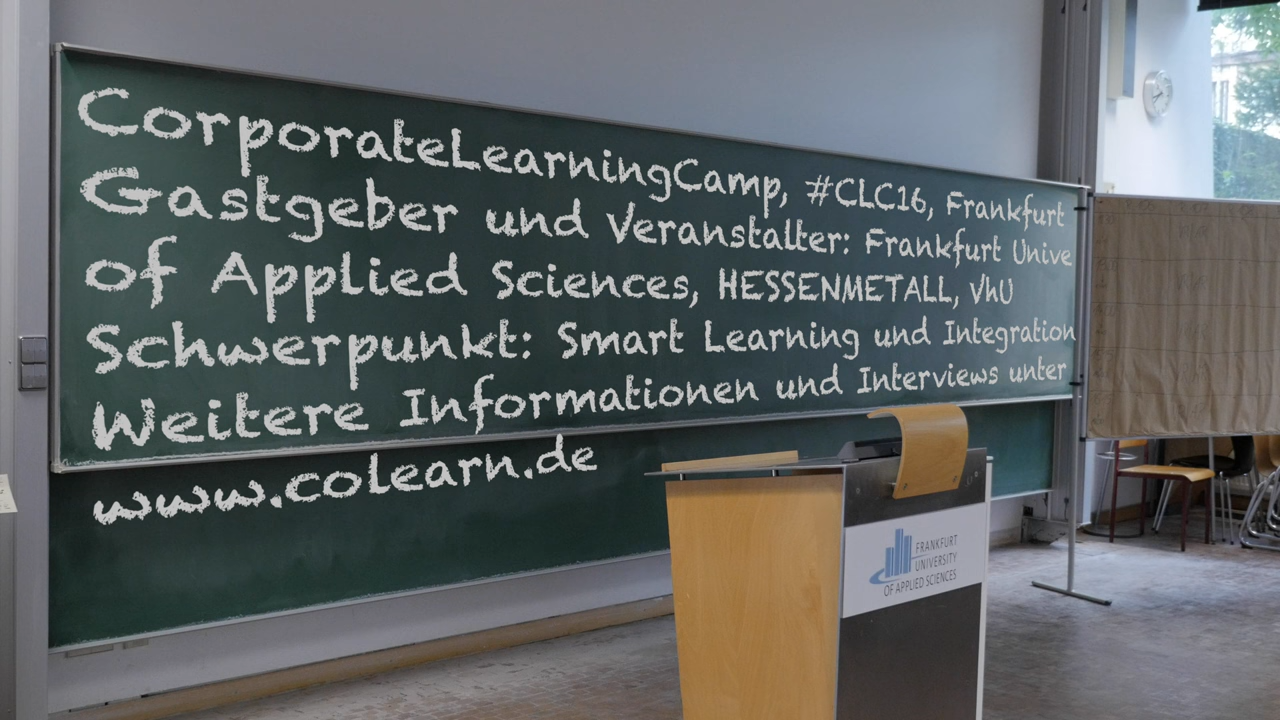 CorporateLearningCamp, #CLC16, Frankfurt
Gastgeber und Veranstalter: Frankfurt Unive
of Applied Sciences, HESSENMETALL, VhU
Schwerpunkt: Smart Learning und Integration
Weitere Informationen und Interviews unter
www.colearn.de
FRANKFURT
UNIVERSITY
OF APPLIED SCIENCES